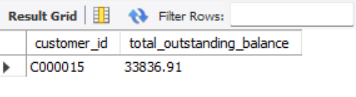 Result Grid Filter Rows:
customer_id total_outstanding_balance
C000015 33836.91